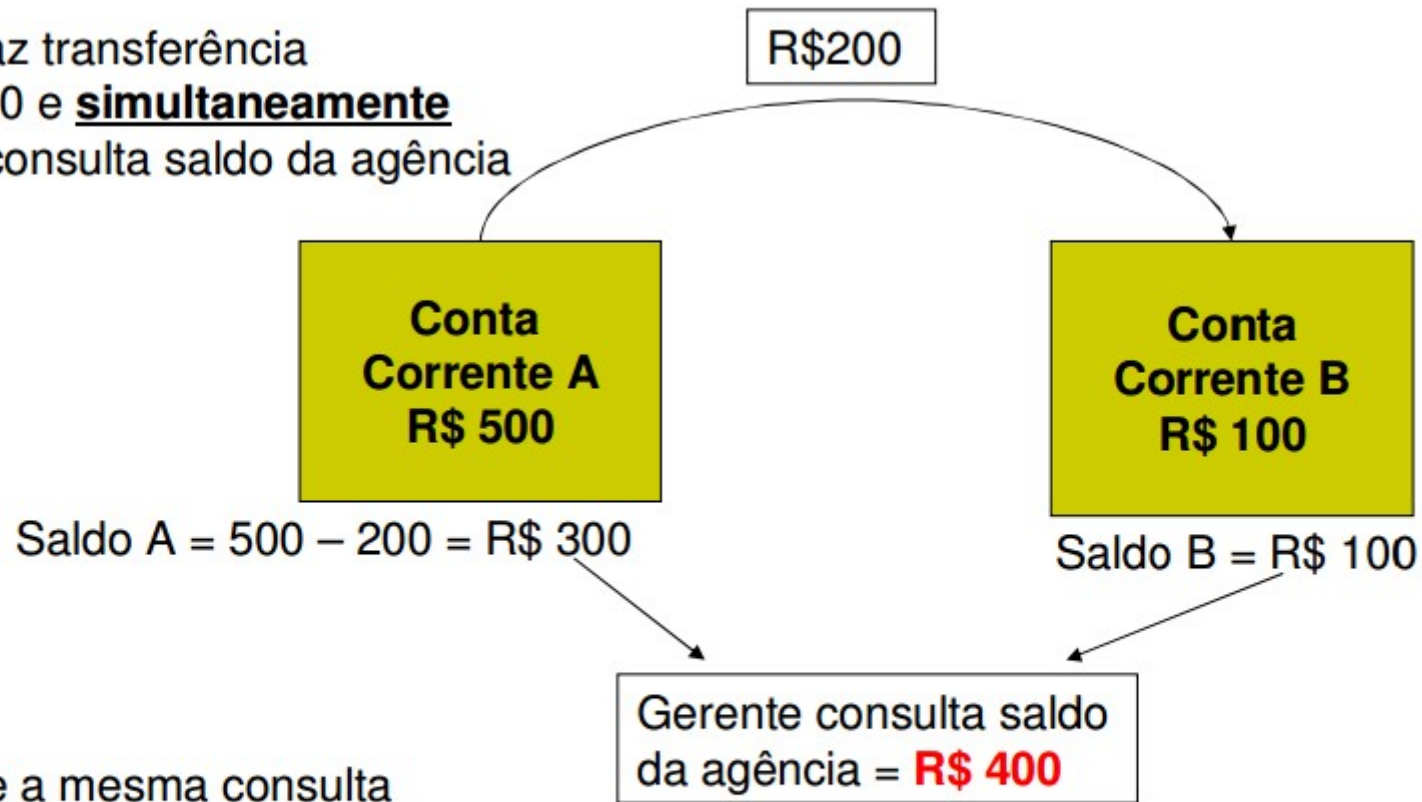 az transferência
0 e simultaneamente
consulta saldo da agência
R$200
Conta
Corrente A
R$ 500
Conta
Corrente B
R$ 100
Saldo A = 500 – 200 = R$ 300
Saldo B = R$ 100
Gerente consulta saldo
da agência = R$ 400
e a mesma consulta